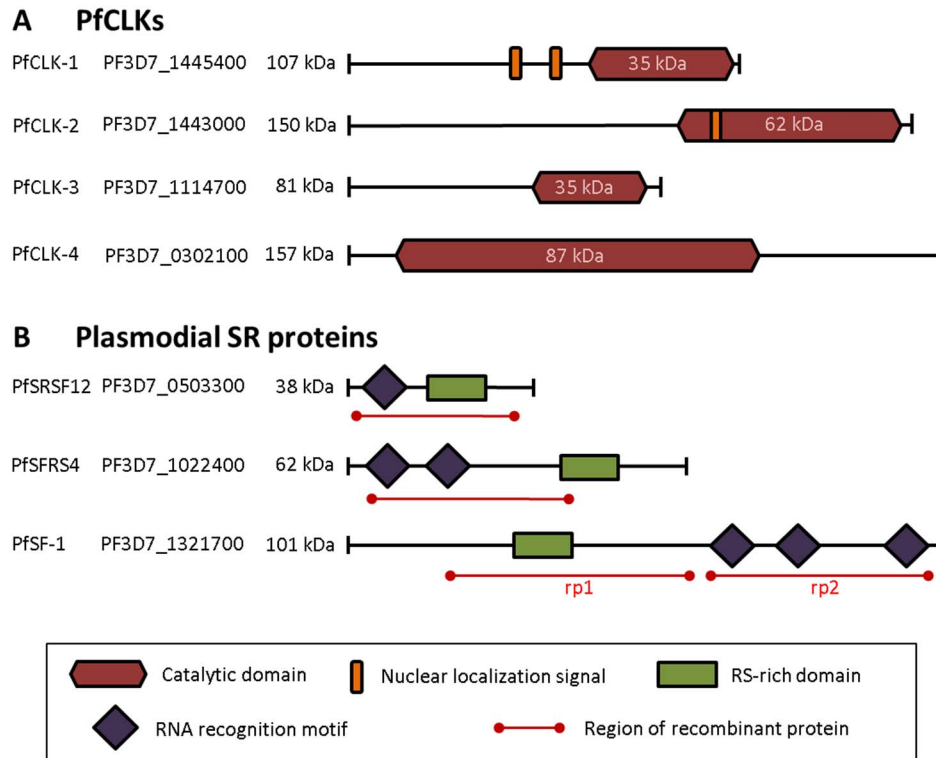 A PfCLKs
PfCLK-1 PF3D7_1445400 107 kDa 35 kDa
PfCLK-2 PF3D7_1443000 150 kDa 62 kDa
PfCLK-3 PF3D7_1114700 81 kDa 35 kDa
PfCLK-4 PF3D7_0302100 157 kDa 87 kDa
B Plasmodial SR proteins
PfSRSF12 PF3D7_0503300 38 kDa
PfSFRS4 PF3D7_1022400 62 kDa
PfSF-1 PF3D7_1321700 101 kDa
rp1 rp2
Catalytic domain Nuclear localization signal RS-rich domain
RNA recognition motif Region of recombinant protein